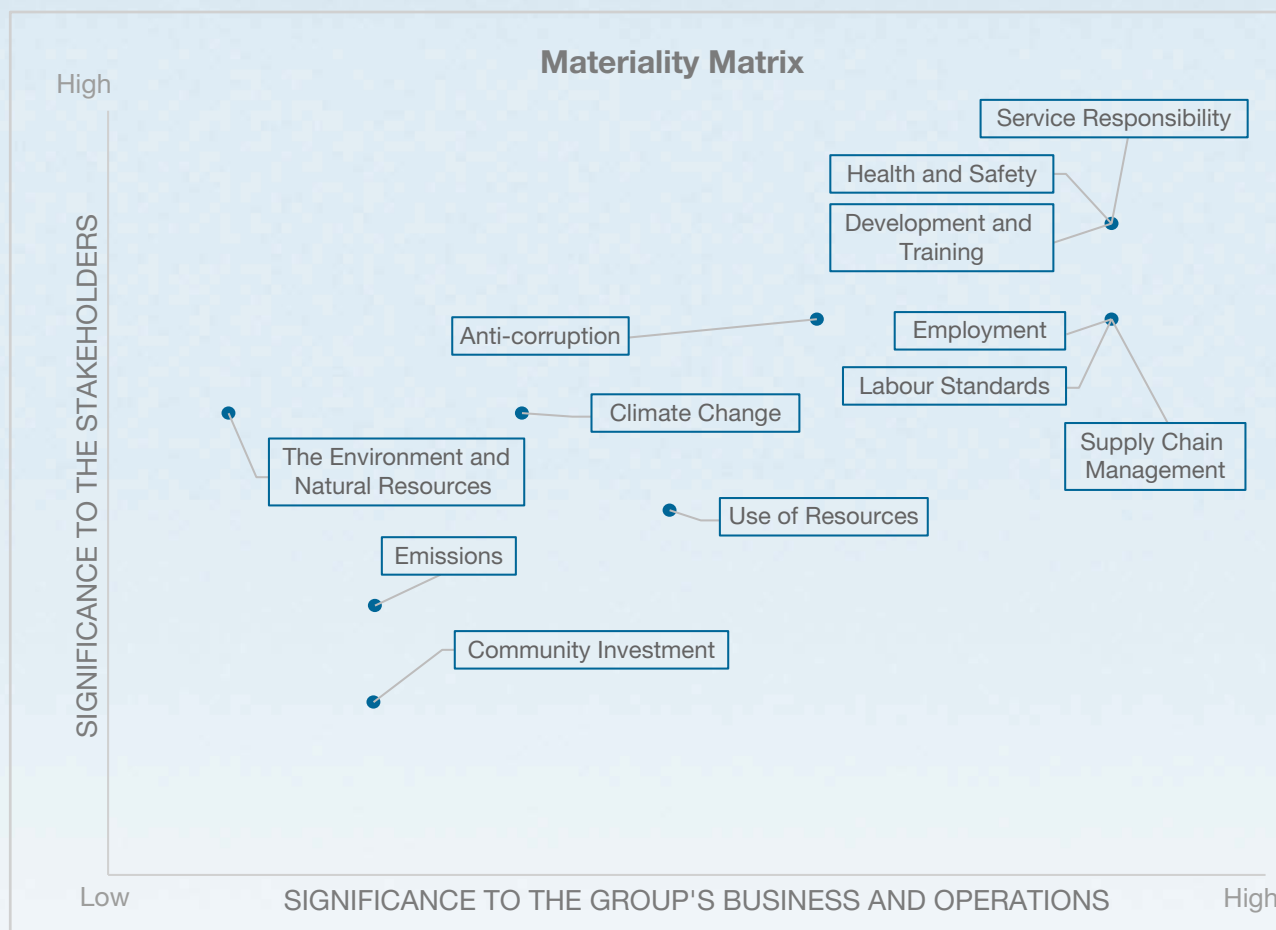 Materiality Matrix
High
Service Responsibility
Health and Safety
Development and
Training
Anti-corruption
Employment
Labour Standards
Climate Change
Supply Chain
Management
The Environment and
Natural Resources
Use of Resources
Emissions
Community Investment
SIGNIFICANCE TO THE STAKEHOLDERS
Low
SIGNIFICANCE TO THE GROUP'S BUSINESS AND OPERATIONS
High